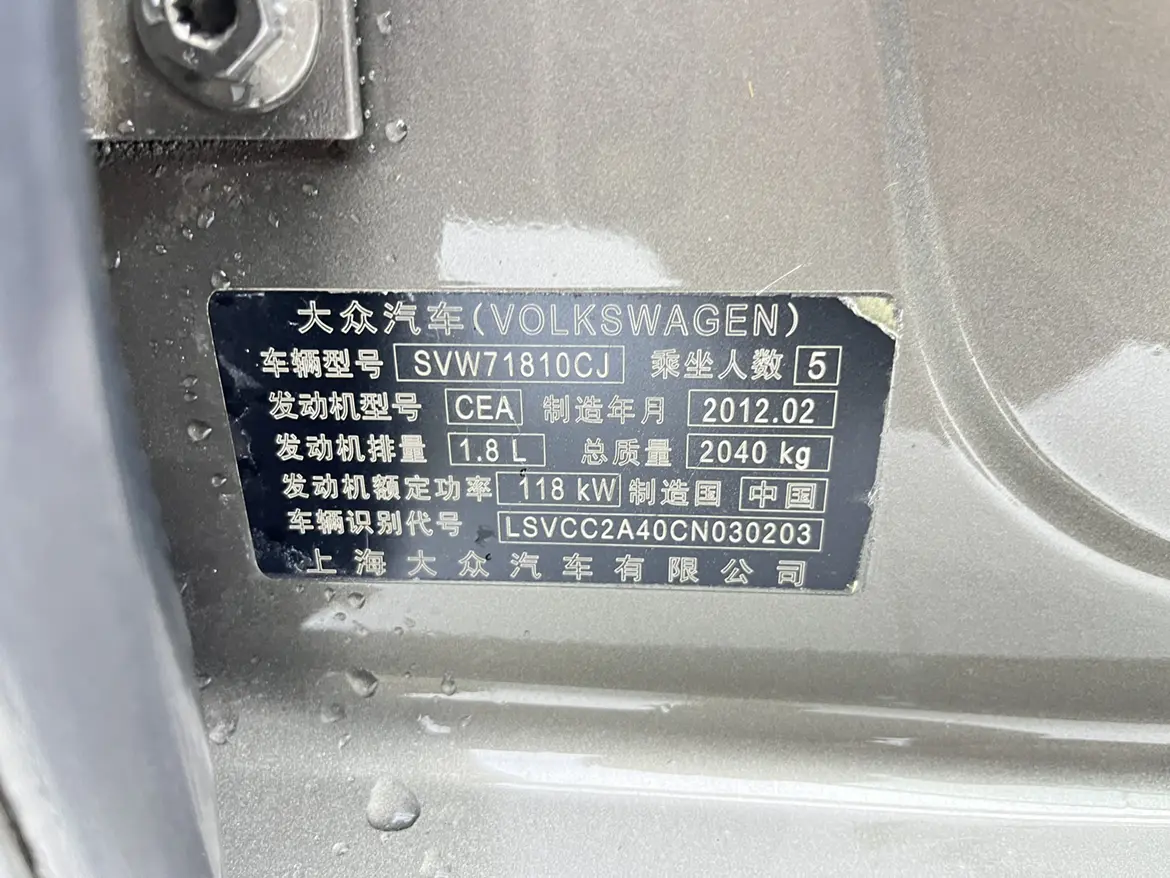 大众汽车(VOLKSWAGEN)
车辆型号 SVW71810CJ 乘坐人数 5
发动机型号 CEA 制造年月 2012.02
发动机排量 1.8 L 总质量 2040 kg
发动机额定功率 118 kW 制造国 中国
车辆识别代号 LSVCC2A40CN030203
上海大众汽车有限公司